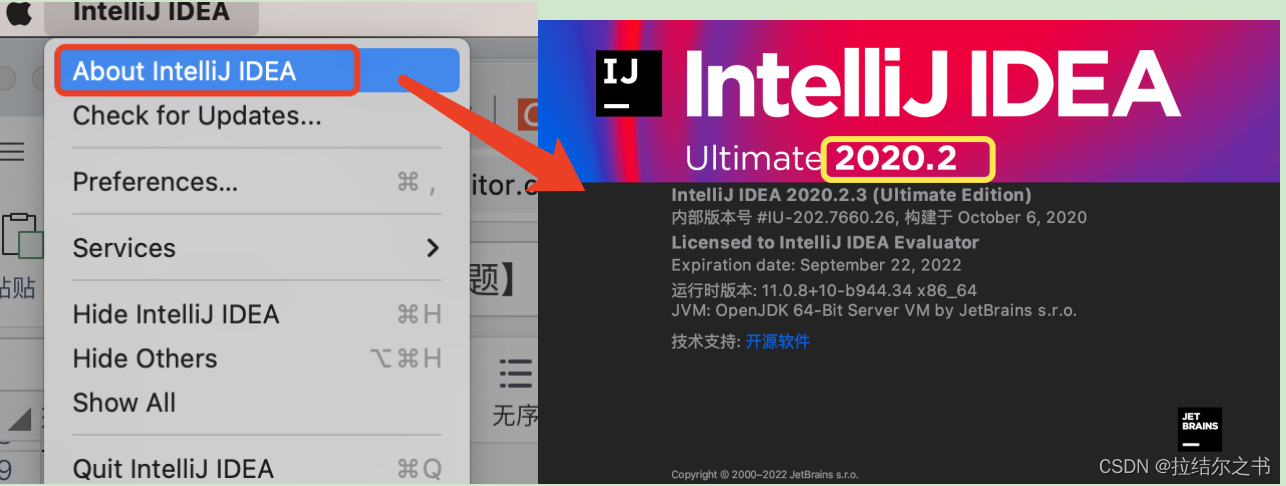 IntelliJ IDEA
About IntelliJ IDEA
Check for Updates...
Preferences... ⌘ ,
Services
Hide IntelliJ IDEA ⌘H
Hide Others ⌥⌘H
Show All
Quit IntelliJ IDEA ⌘Q
itor.c
题】
无序
粘贴
9
IJ
IntelliJ IDEA
Ultimate 2020.2
IntelliJ IDEA 2020.2.3 (Ultimate Edition)
内部版本号 #IU-202.7660.26, 构建于 October 6, 2020
Licensed to IntelliJ IDEA Evaluator
Expiration date: September 22, 2022
运行时版本: 11.0.8+10-b944.34 x86_64
JVM: OpenJDK 64-Bit Server VM by JetBrains s.r.o.
技术支持: 开源软件
JET
BRAINS
Copyright © 2000–2022 JetBrains s.r.o.
CSDN @拉结尔之书